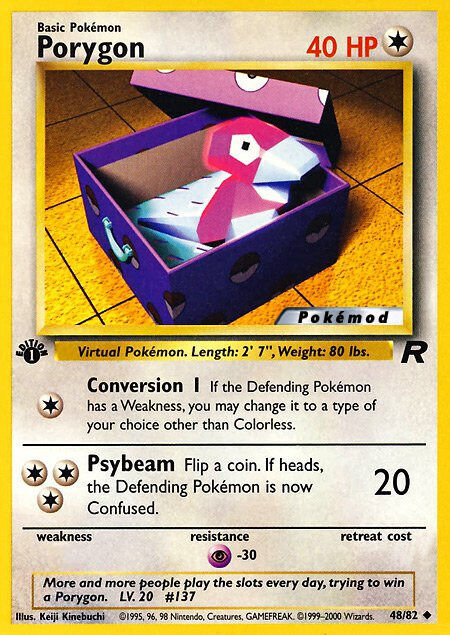 Basic Pokémon
Porygon
40 HP
Pokémod
EDITION
1
Virtual Pokémon. Length: 2' 7", Weight: 80 lbs.
R
Conversion 1 If the Defending Pokémon
has a Weakness, you may change it to a type of
your choice other than Colorless.
Psybeam Flip a coin. If heads,
the Defending Pokémon is now
Confused.
20
weakness resistance retreat cost
-30
More and more people play the slots every day, trying to win
a Porygon. LV. 20 #137
Illus. Keiji Kinebuchi ©1995, 96, 98 Nintendo, Creatures, GAMEFREAK. ©1999-2000 Wizards. 48/82